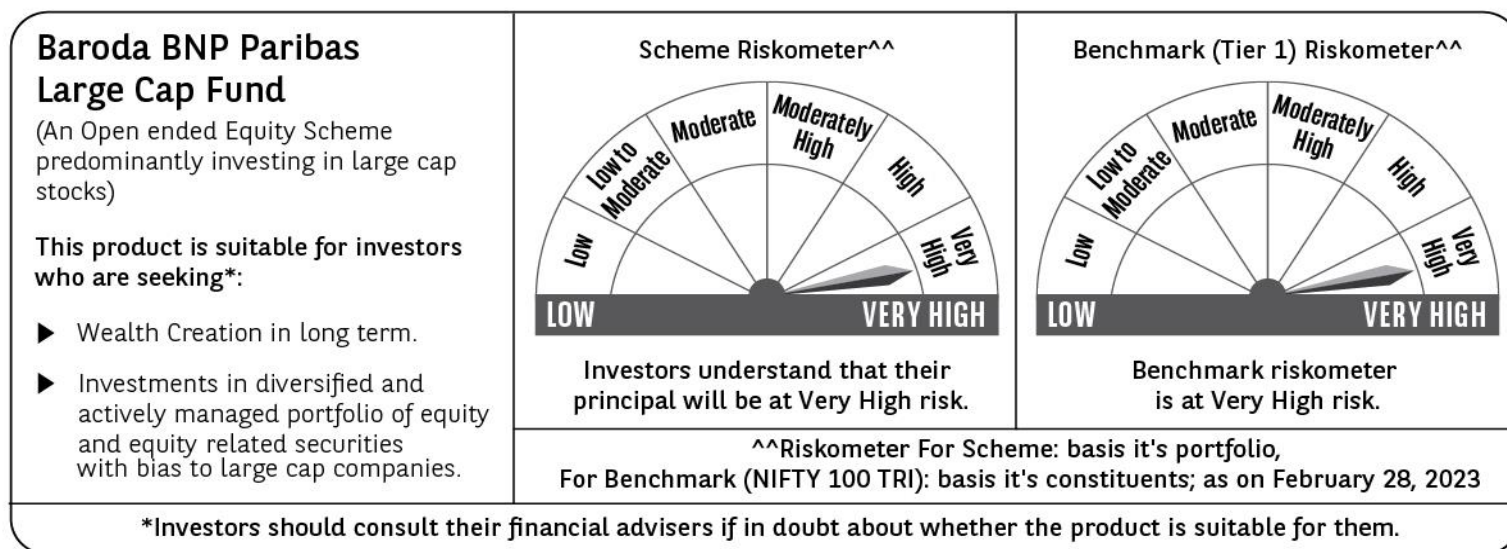 Baroda BNP Paribas
Large Cap Fund
(An Open ended Equity Scheme
predominantly investing in large cap
stocks)
This product is suitable for investors
who are seeking*:
▶ Wealth Creation in long term.
▶ Investments in diversified and
actively managed portfolio of equity
and equity related securities
with bias to large cap companies.
Scheme Riskometer^^
Low
Low to
Moderate
Moderate
Moderately
High
High
Very
High
LOW VERY HIGH
Investors understand that their
principal will be at Very High risk.
Benchmark (Tier 1) Riskometer^^
Low
Low to
Moderate
Moderate
Moderately
High
High
Very
High
LOW VERY HIGH
Benchmark riskometer
is at Very High risk.
^^Riskometer For Scheme: basis it's portfolio,
For Benchmark (NIFTY 100 TRI): basis it's constituents; as on February 28, 2023
*Investors should consult their financial advisers if in doubt about whether the product is suitable for them.